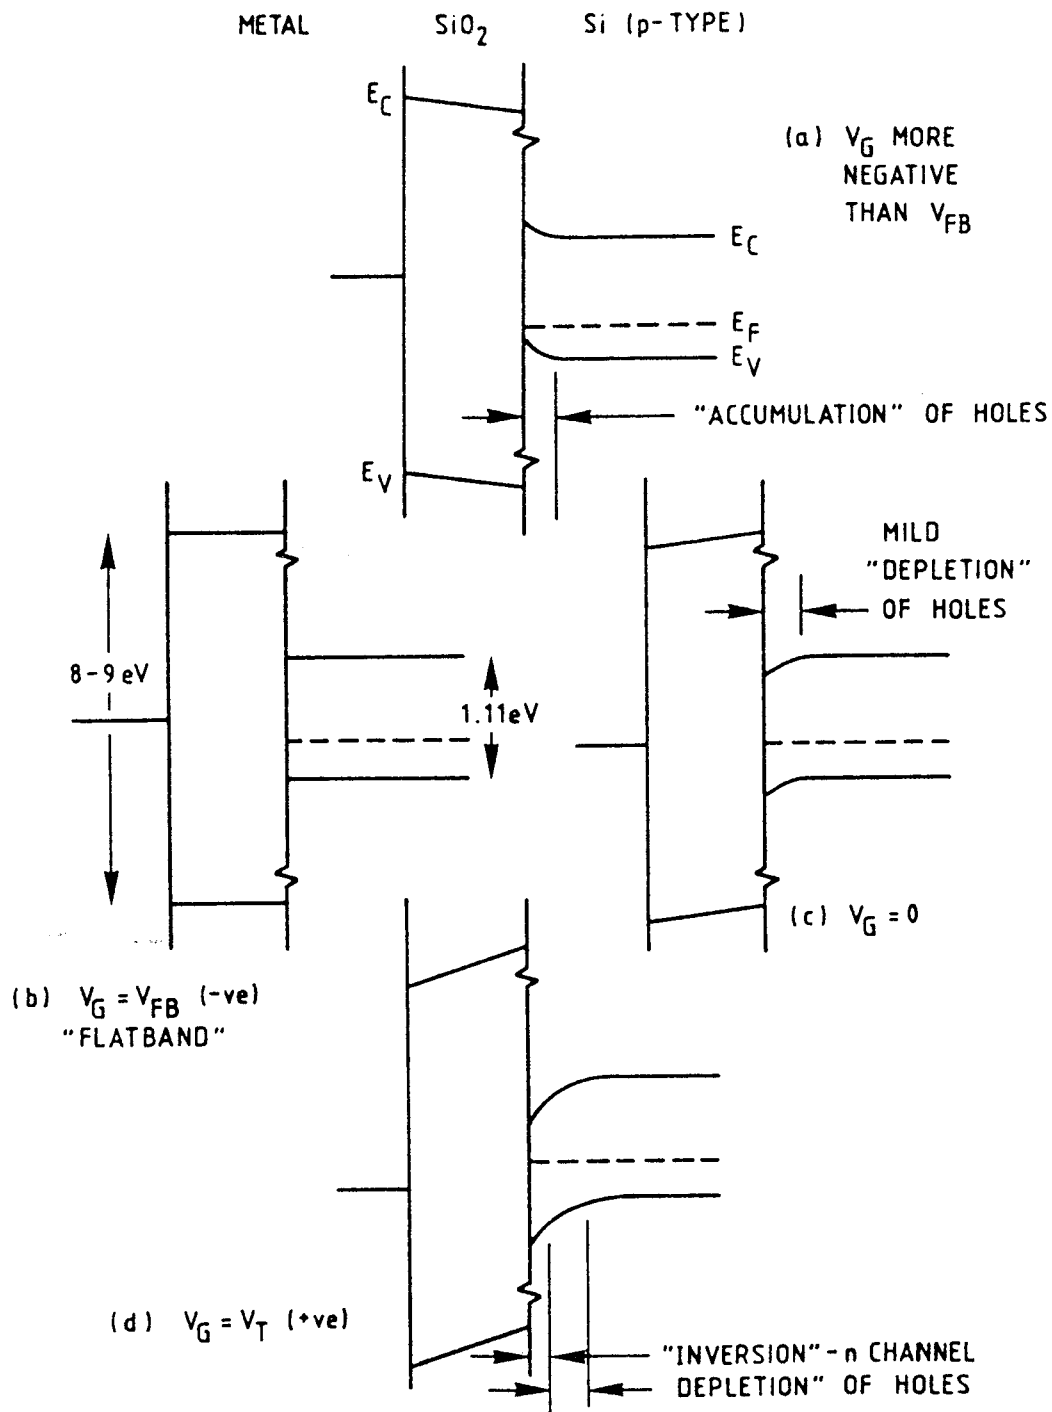 METAL SiO2 Si (p-TYPE)
EC
(a) VG MORE
NEGATIVE
THAN VFB
EC
EF
EV
"ACCUMULATION" OF HOLES
EV
MILD
"DEPLETION"
OF HOLES
8-9eV
1.11eV
(c) VG = 0
(b) VG = VFB (-ve)
"FLATBAND"
(d) VG = VT (+ve)
"INVERSION" - n CHANNEL
DEPLETION" OF HOLES